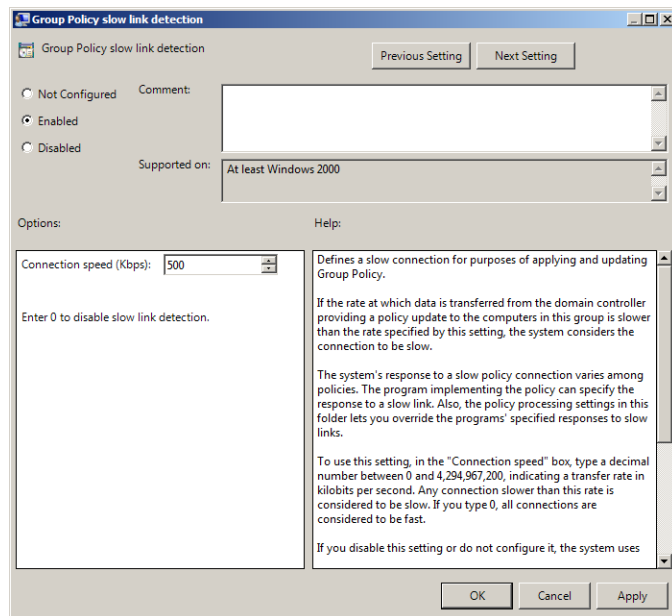 Group Policy slow link detection
Group Policy slow link detection
Previous Setting
Next Setting
Not Configured
Comment:
Enabled
Disabled
Supported on:
At least Windows 2000
Options:
Help:
Connection speed (Kbps):
500
Enter 0 to disable slow link detection.
Defines a slow connection for purposes of applying and updating
Group Policy.
If the rate at which data is transferred from the domain controller
providing a policy update to the computers in this group is slower
than the rate specified by this setting, the system considers the
connection to be slow.
The system's response to a slow policy connection varies among
policies. The program implementing the policy can specify the
response to a slow link. Also, the policy processing settings in this
folder lets you override the programs' specified responses to slow
links.
To use this setting, in the "Connection speed" box, type a decimal
number between 0 and 4,294,967,200, indicating a transfer rate in
kilobits per second. Any connection slower than this rate is
considered to be slow. If you type 0, all connections are
considered to be fast.
If you disable this setting or do not configure it, the system uses
OK
Cancel
Apply